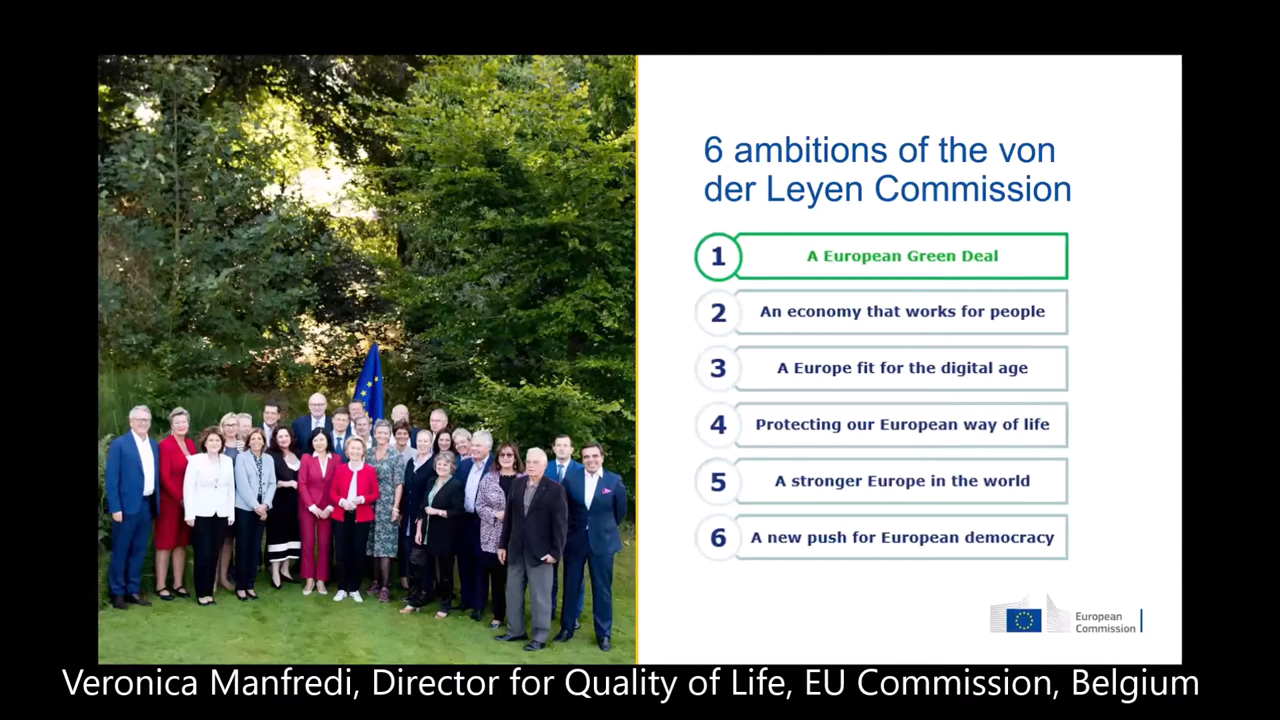 6 ambitions of the von
der Leyen Commission
1
A European Green Deal
2
An economy that works for people
3
A Europe fit for the digital age
4
Protecting our European way of life
5
A stronger Europe in the world
6
A new push for European democracy
European
Commission
Veronica Manfredi, Director for Quality of Life, EU Commission, Belgium